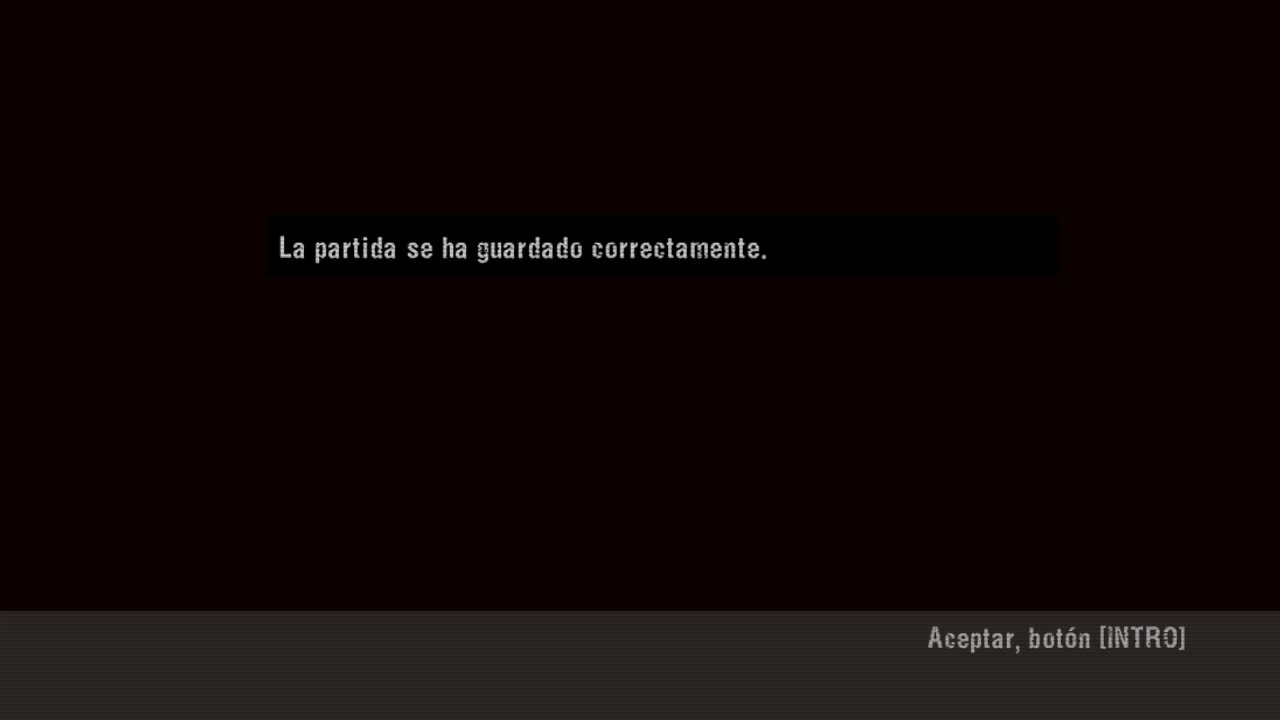 La partida se ha guardado correctamente.
Aceptar, botón [INTRO]